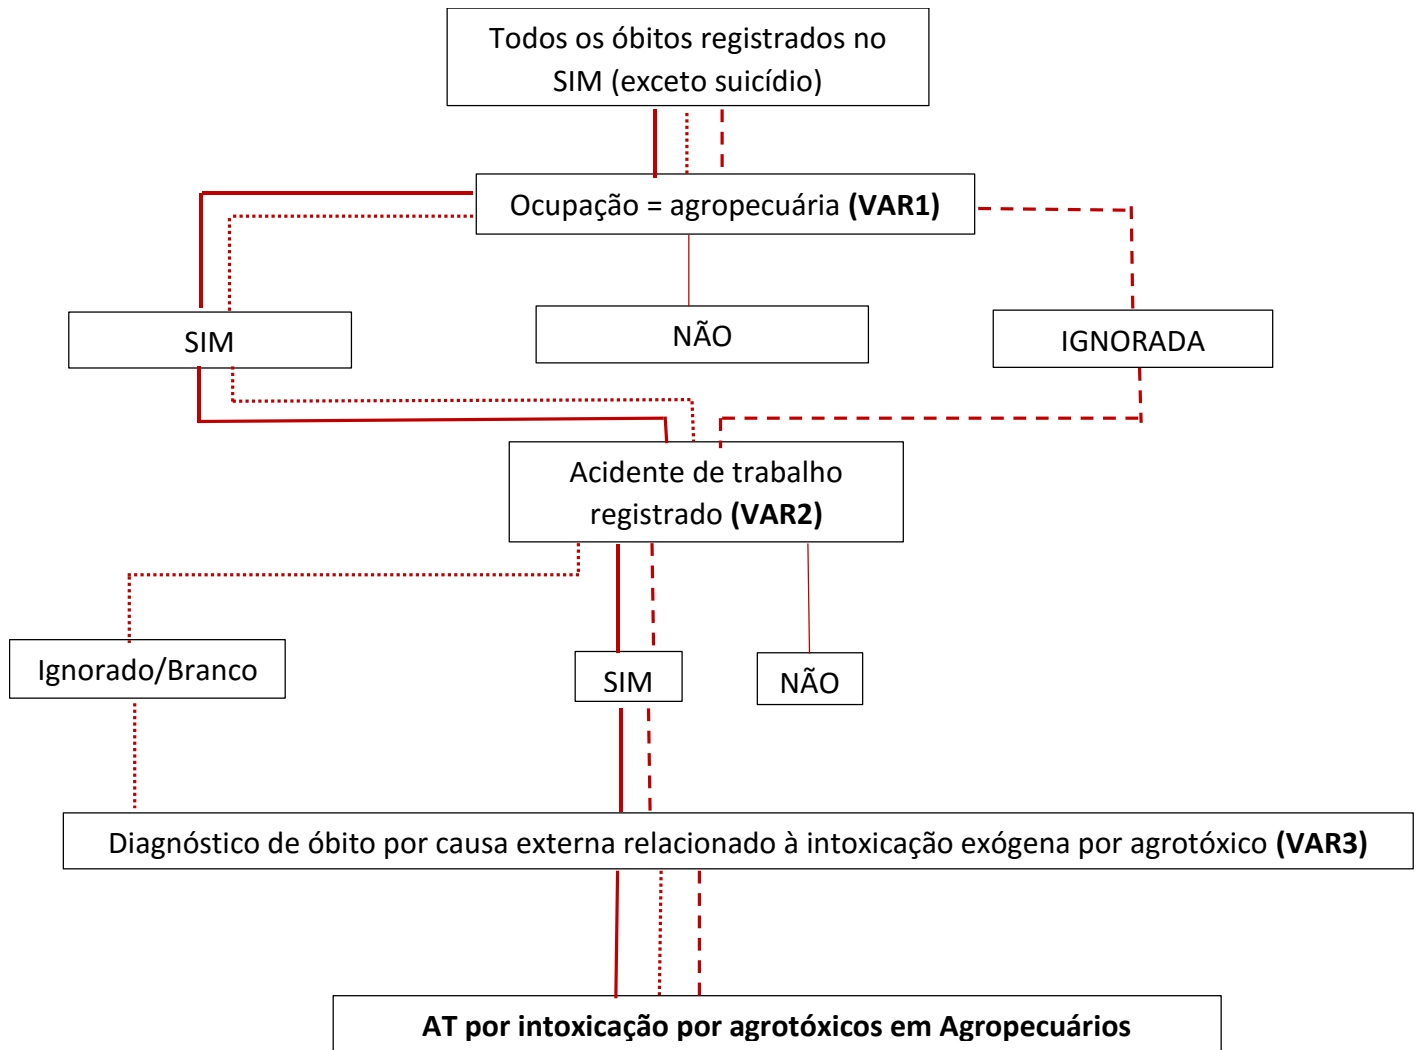 Todos os óbitos registrados no
SIM (exceto suicídio)
Ocupação = agropecuária (VAR1)
SIM
NÃO
IGNORADA
Acidente de trabalho
registrado (VAR2)
Ignorado/Branco
SIM
NÃO
Diagnóstico de óbito por causa externa relacionado à intoxicação exógena por agrotóxico (VAR3)
AT por intoxicação por agrotóxicos em Agropecuários